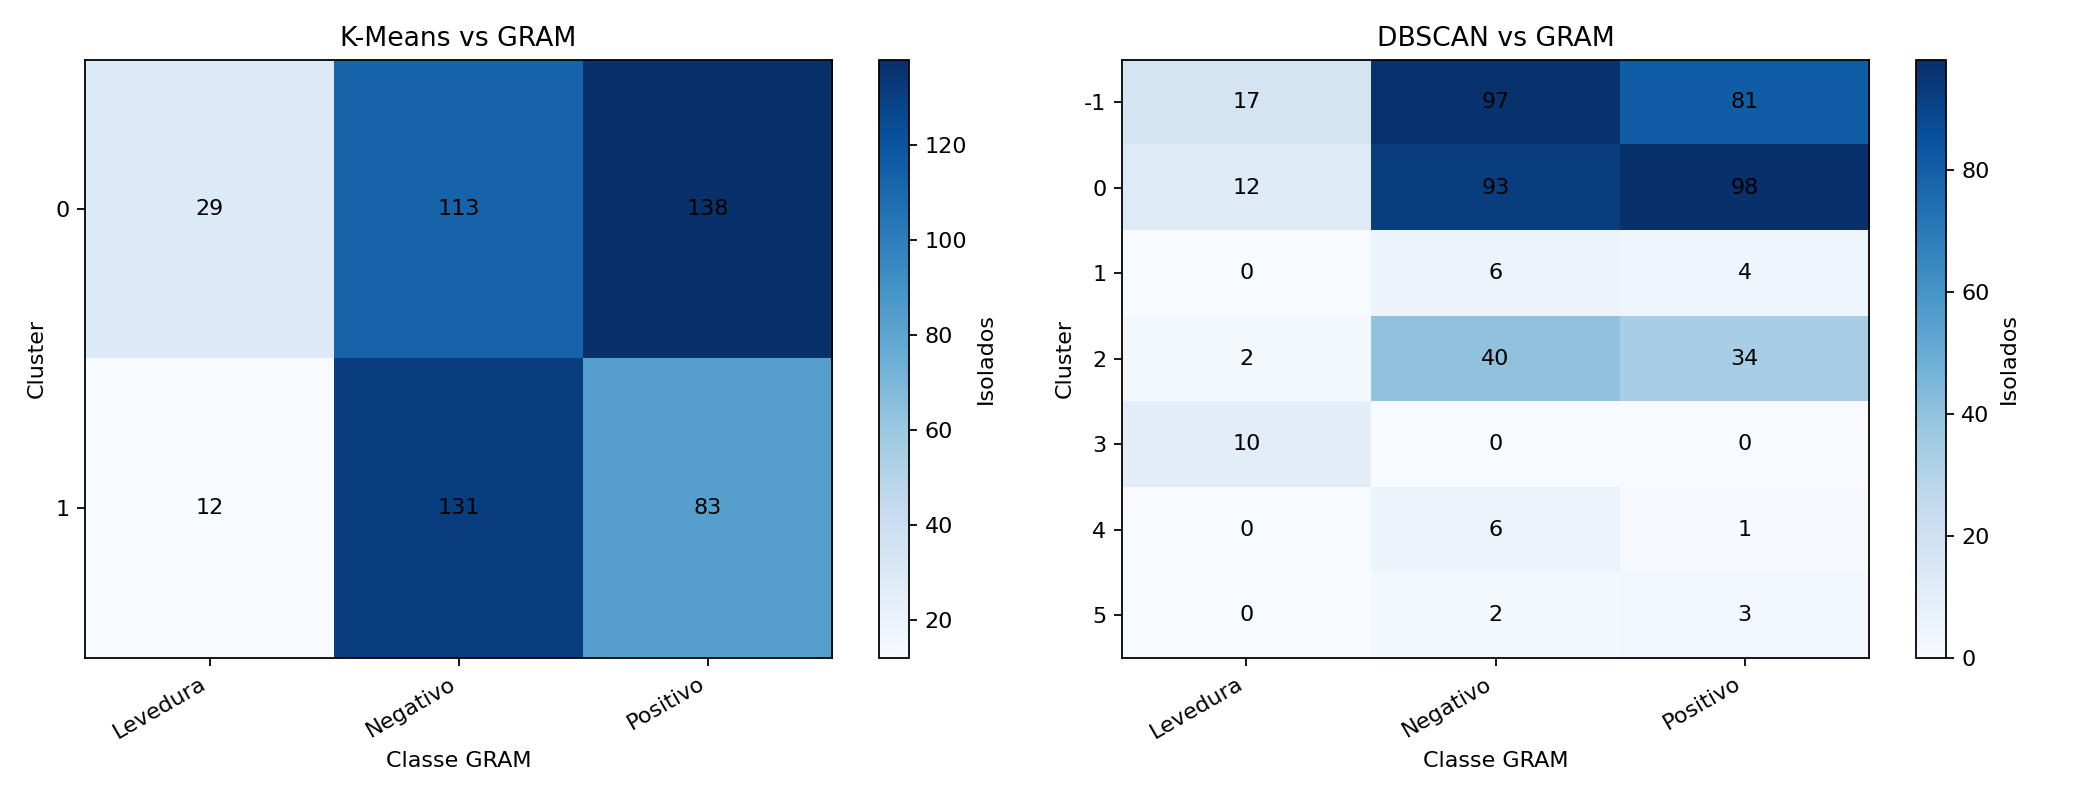 K-Means vs GRAM
0 29 113 138
1 12 131 83
Cluster
Levedura Negativo Positivo
Classe GRAM
120
100
80
60
40
20
Isolados
DBSCAN vs GRAM
-1 17 97 81
0 12 93 98
1 0 6 4
2 2 40 34
3 10 0 0
4 0 6 1
5 0 2 3
Cluster
Levedura Negativo Positivo
Classe GRAM
80
60
40
20
0
Isolados